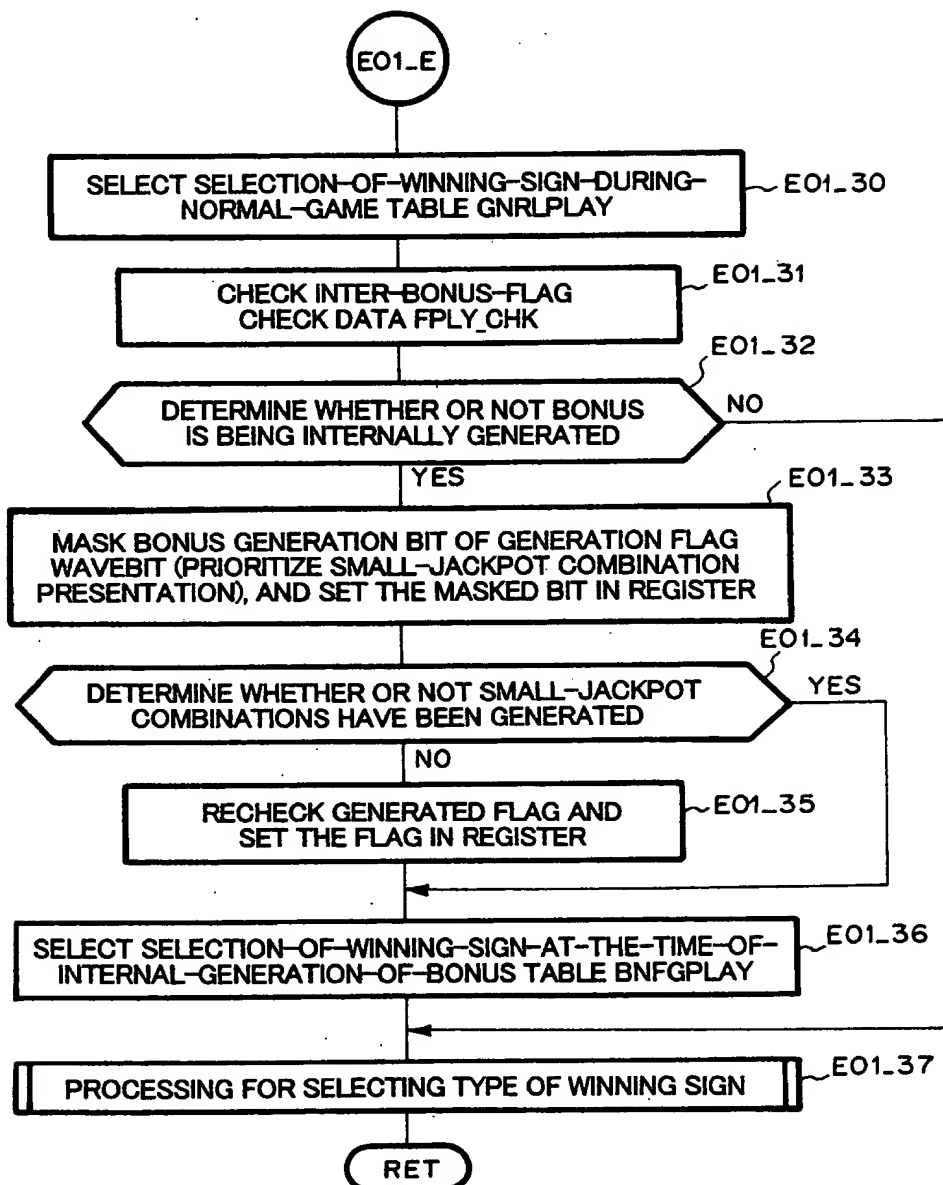 E01_E
SELECT SELECTION-OF-WINNING-SIGN-DURING-
NORMAL-GAME TABLE GNRLPLAY
E01_30
CHECK INTER-BONUS-FLAG
CHECK DATA FPLY_CHK
E01_31
DETERMINE WHETHER OR NOT BONUS
IS BEING INTERNALLY GENERATED
E01_32
NO
YES
MASK BONUS GENERATION BIT OF GENERATION FLAG
WAVEBIT (PRIORITIZE SMALL-JACKPOT COMBINATION
PRESENTATION), AND SET THE MASKED BIT IN REGISTER
E01_33
DETERMINE WHETHER OR NOT SMALL-JACKPOT
COMBINATIONS HAVE BEEN GENERATED
E01_34
YES
NO
RECHECK GENERATED FLAG AND
SET THE FLAG IN REGISTER
E01_35
SELECT SELECTION-OF-WINNING-SIGN-AT-THE-TIME-OF-
INTERNAL-GENERATION-OF-BONUS TABLE BNFGPLAY
E01_36
PROCESSING FOR SELECTING TYPE OF WINNING SIGN
E01_37
RET